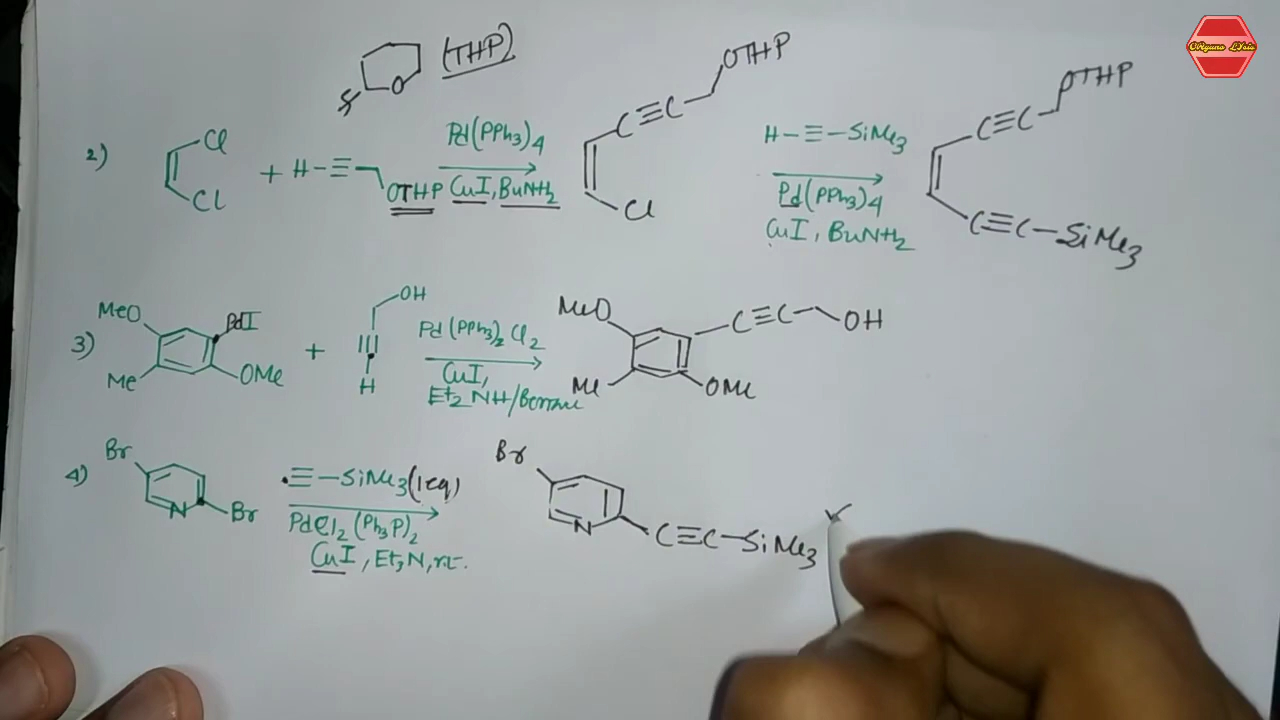 (THP)
O
2)
Cl
Cl
+ H-≡
OTHP
Pd(PPh3)4
CuI, BuNH2
C≡C
OTHP
Cl
H-≡-SiMe3
Pd(PPh3)4
CuI, BuNH2
C≡C
OTHP
C≡C-SiMe3
3)
MeO
PdI
Me
OMe
+
OH
H
Pd(PPh3)2Cl2
CuI,
Et2NH/
MeO
C≡C
OH
Me
OMe
4)
Br
N
Br
≡-SiMe3(1eq)
PdCl2(Ph3P)2
CuI, Et3N, rt.
Br
N
C≡C-SiMe3